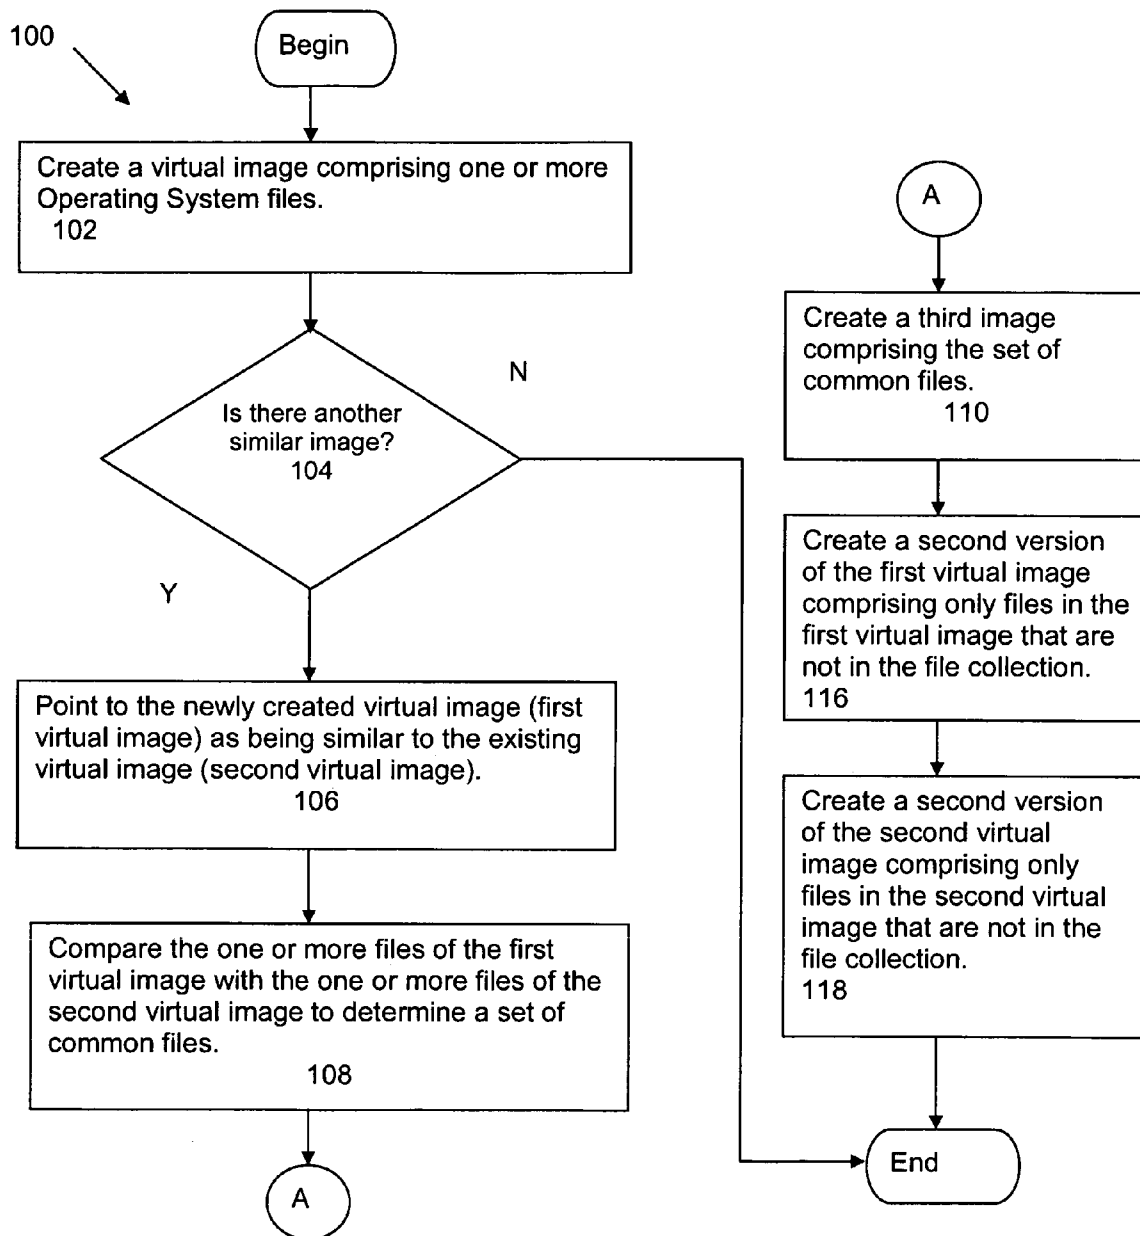 100
Begin
Create a virtual image comprising one or more
Operating System files.
102
Is there another
similar image?
104
N
Y
Point to the newly created virtual image (first
virtual image) as being similar to the existing
virtual image (second virtual image).
106
Compare the one or more files of the first
virtual image with the one or more files of the
second virtual image to determine a set of
common files.
108
A
A
Create a third image
comprising the set of
common files.
110
Create a second version
of the first virtual image
comprising only files in the
first virtual image that are
not in the file collection.
116
Create a second version
of the second virtual
image comprising only
files in the second virtual
image that are not in the
file collection.
118
End